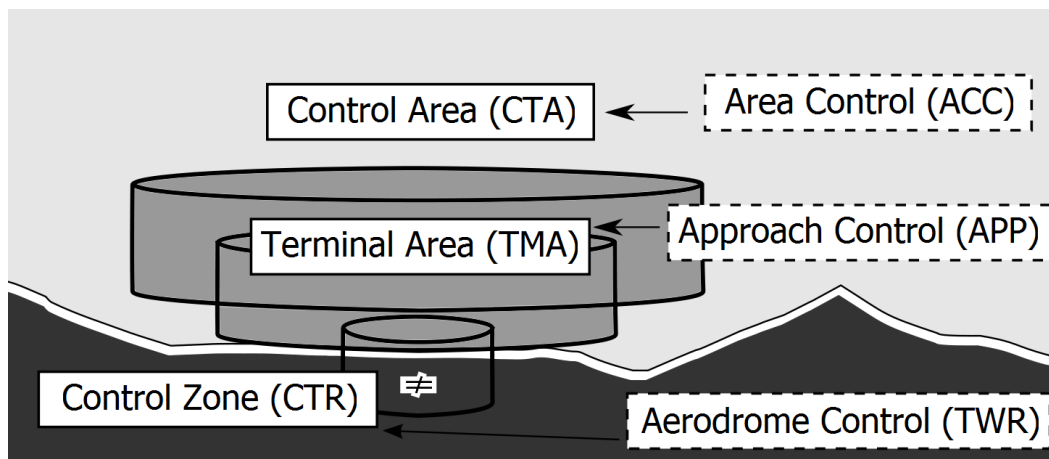 Control Area (CTA)
Area Control (ACC)
Terminal Area (TMA)
Approach Control (APP)
Control Zone (CTR)
Aerodrome Control (TWR)